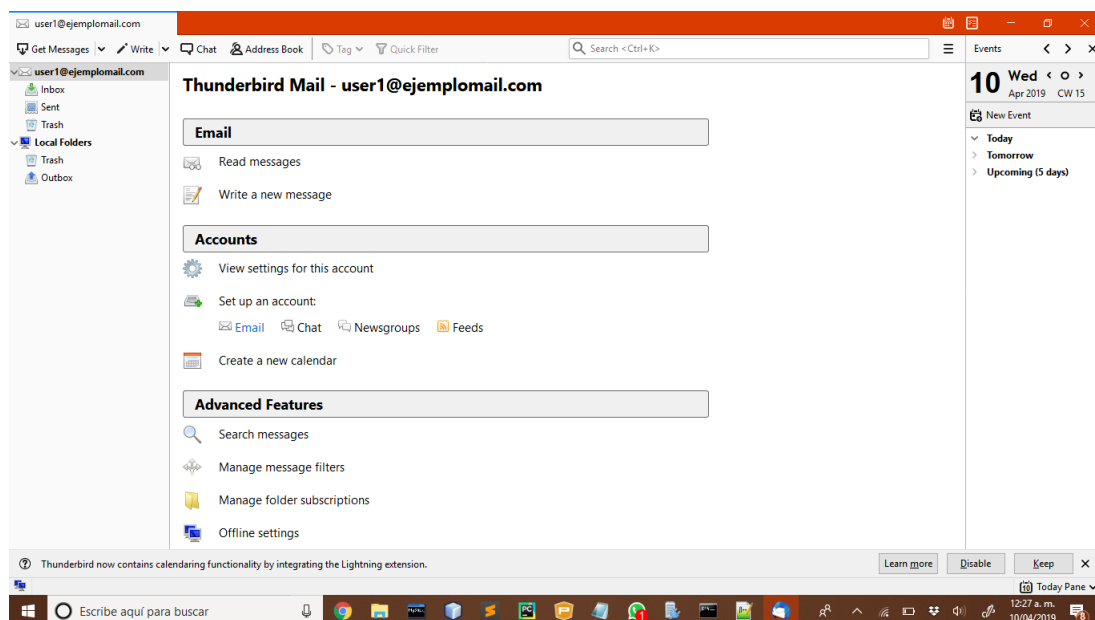 user1@ejemplomail.com
Get Messages Write Chat Address Book Tag Quick Filter Search <Ctrl+K> Events
user1@ejemplomail.com
Inbox
Sent
Trash
Local Folders
Trash
Outbox
Thunderbird Mail - user1@ejemplomail.com
Email
Read messages
Write a new message
Accounts
View settings for this account
Set up an account:
Email Chat Newsgroups Feeds
Create a new calendar
Advanced Features
Search messages
Manage message filters
Manage folder subscriptions
Offline settings
10 Wed
Apr 2019 CW 15
New Event
Today
Tomorrow
Upcoming (5 days)
Thunderbird now contains calendaring functionality by integrating the Lightning extension. Learn more Disable Keep
10 Today Pane
Escribe aquí para buscar
12:27 a. m.
10/04/2019
8